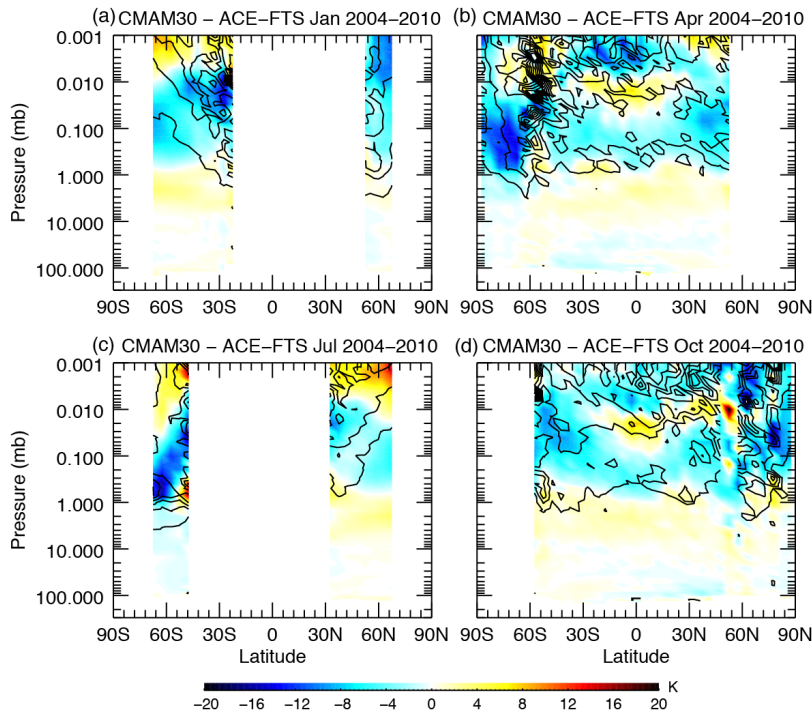 (a) CMAM30 − ACE−FTS Jan 2004−2010
(b) CMAM30 − ACE−FTS Apr 2004−2010
Pressure (mb)
0.001
0.010
0.100
1.000
10.000
100.000
90S 60S 30S 0 30N 60N 90N
90S 60S 30S 0 30N 60N 90N
(c) CMAM30 − ACE−FTS Jul 2004−2010
(d) CMAM30 − ACE−FTS Oct 2004−2010
Pressure (mb)
0.001
0.010
0.100
1.000
10.000
100.000
90S 60S 30S 0 30N 60N 90N
90S 60S 30S 0 30N 60N 90N
Latitude
Latitude
K
−20 −16 −12 −8 −4 0 4 8 12 16 20